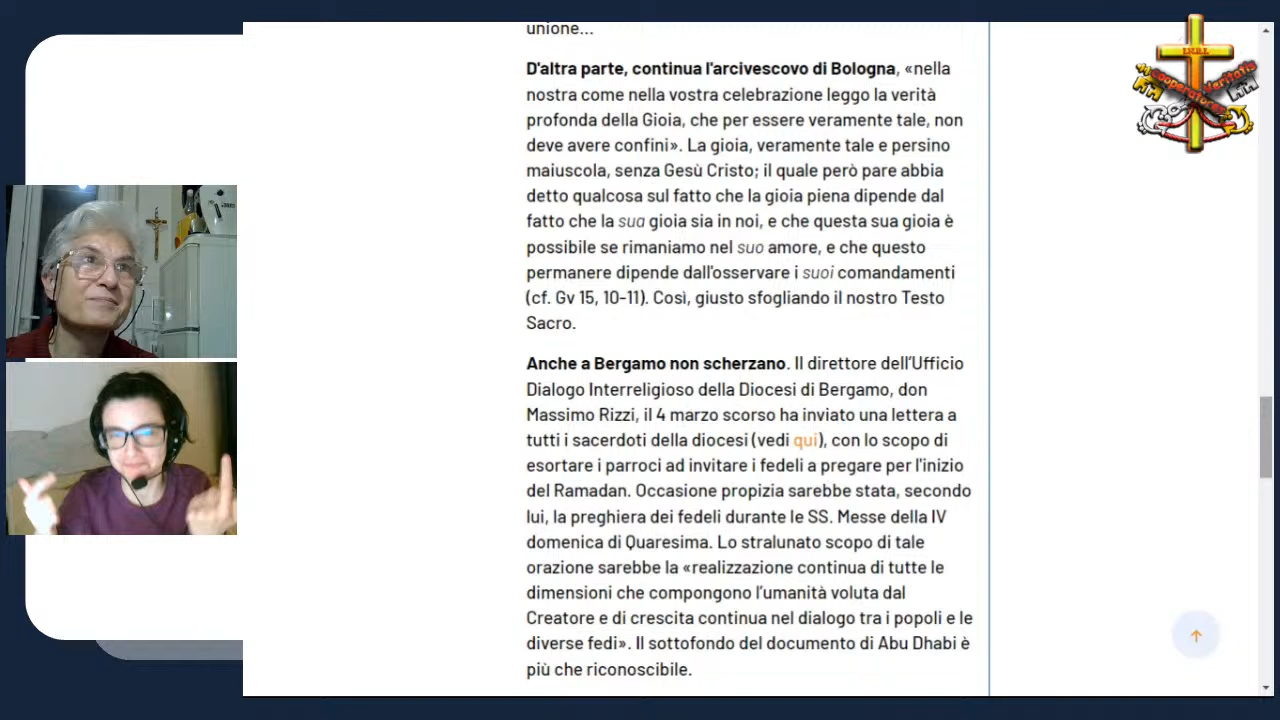 unione...
D'altra parte, continua l'arcivescovo di Bologna, «nella
nostra come nella vostra celebrazione leggo la verità
profonda della Gioia, che per essere veramente tale, non
deve avere confini». La gioia, veramente tale e persino
maiuscola, senza Gesù Cristo; il quale però pare abbia
detto qualcosa sul fatto che la gioia piena dipende dal
fatto che la sua gioia sia in noi, e che questa sua gioia è
possibile se rimaniamo nel suo amore, e che questo
permanere dipende dall'osservare i suoi comandamenti
(cf. Gv 15, 10-11). Così, giusto sfogliando il nostro Testo
Sacro.
Anche a Bergamo non scherzano. Il direttore dell'Ufficio
Dialogo Interreligioso della Diocesi di Bergamo, don
Massimo Rizzi, il 4 marzo scorso ha inviato una lettera a
tutti i sacerdoti della diocesi (vedi qui), con lo scopo di
esortare i parroci ad invitare i fedeli a pregare per l'inizio
del Ramadan. Occasione propizia sarebbe stata, secondo
lui, la preghiera dei fedeli durante le SS. Messe della IV
domenica di Quaresima. Lo stralunato scopo di tale
orazione sarebbe la «realizzazione continua di tutte le
dimensioni che compongono l'umanità voluta dal
Creatore e di crescita continua nel dialogo tra i popoli e le
diverse fedi». Il sottofondo del documento di Abu Dhabi è
più che riconoscibile.
Cooperatores Veritatis